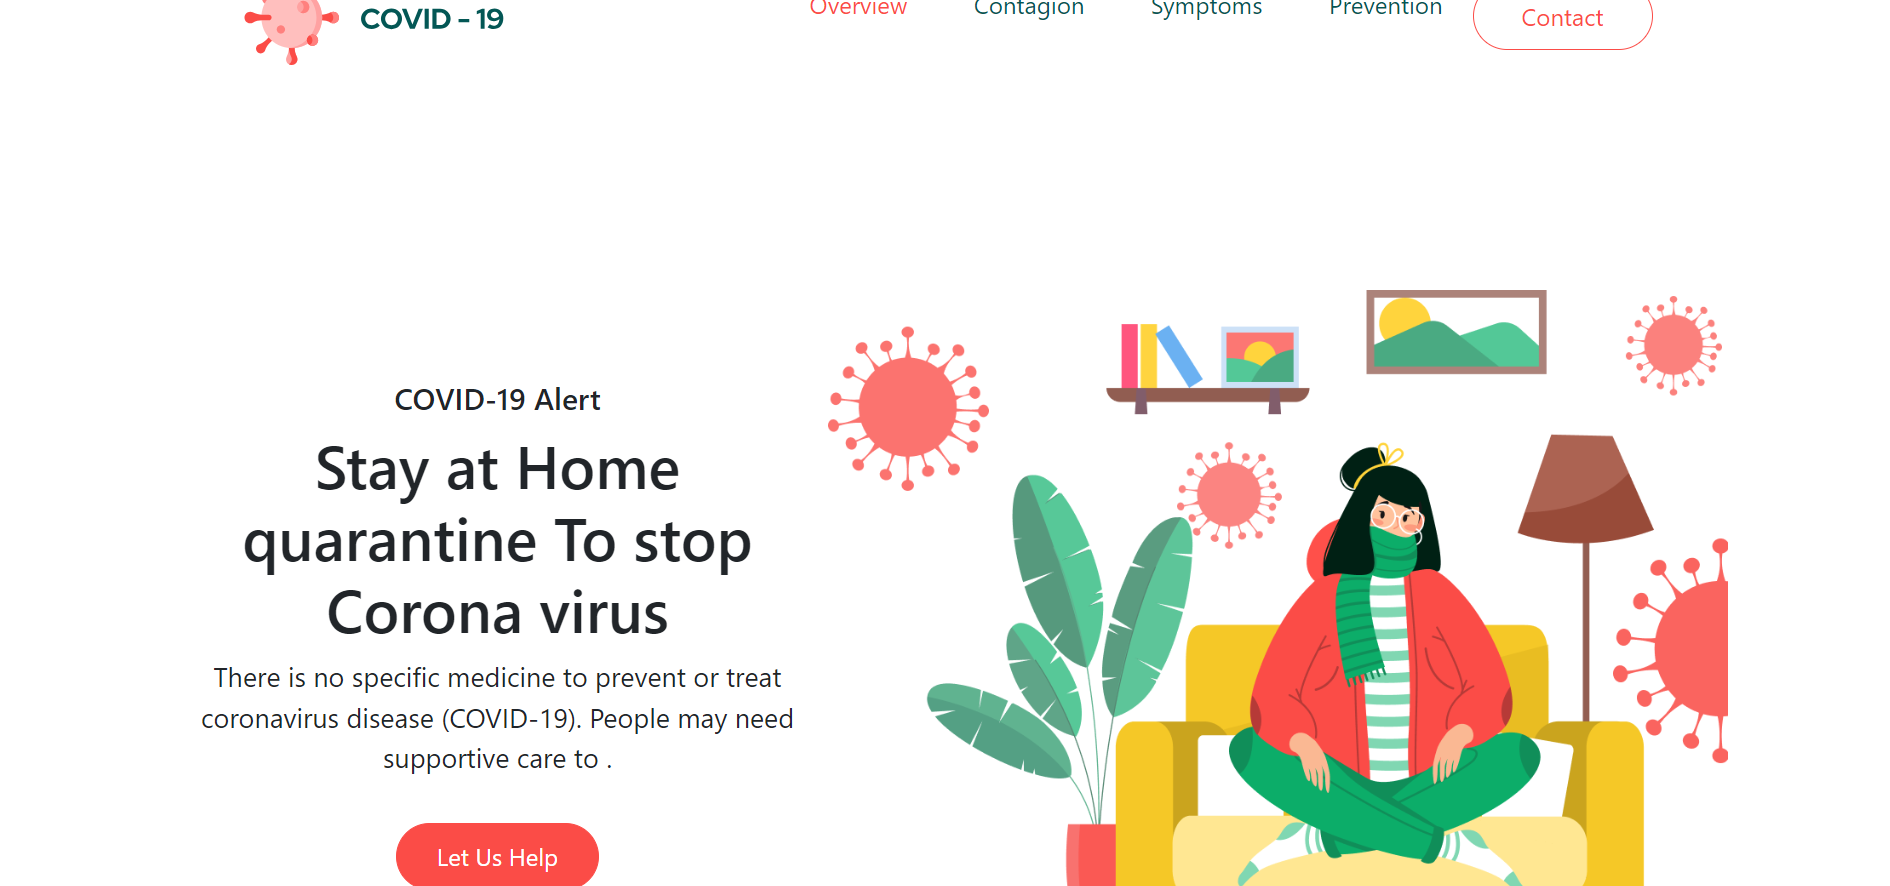 COVID - 19
Overview
Contagion
Symptoms
Prevention
Contact
COVID-19 Alert
Stay at Home
quarantine To stop
Corona virus
There is no specific medicine to prevent or treat
coronavirus disease (COVID-19). People may need
supportive care to .
Let Us Help